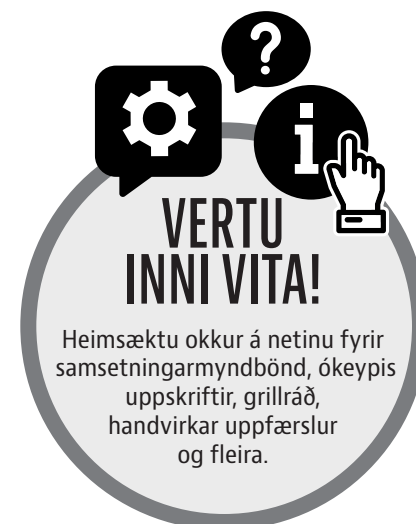 ?
i
VERTU
INNI VITA!
Heimsæktu okkur á netinu fyrir
samsetningarmyndbönd, ókeypis
uppskriftir, grillráð,
handvirkar uppfærslur
og fleira.